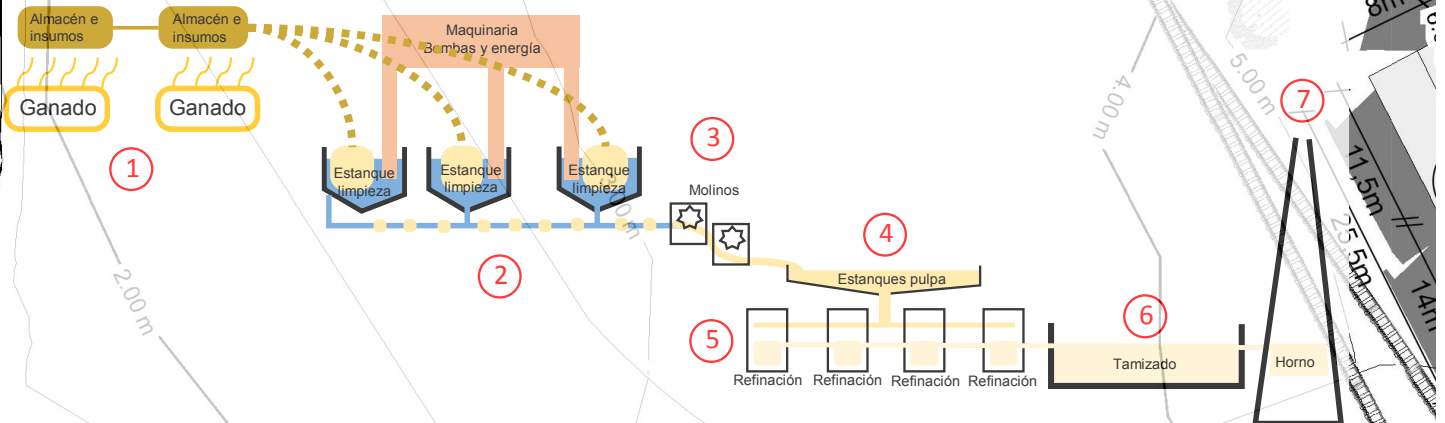 Almacén e
insumos
Almacén e
insumos
Ganado
Ganado
1
Maquinaria
Bombas y energía
Estanque
limpieza
Estanque
limpieza
Estanque
limpieza
2
3
Molinos
4
Estanques pulpa
5
Refinación
Refinación
Refinación
Refinación
6
Tamizado
7
Horno
2.00 m
4.00 m
5.00 m
11,5m
25,5m
14m
8m